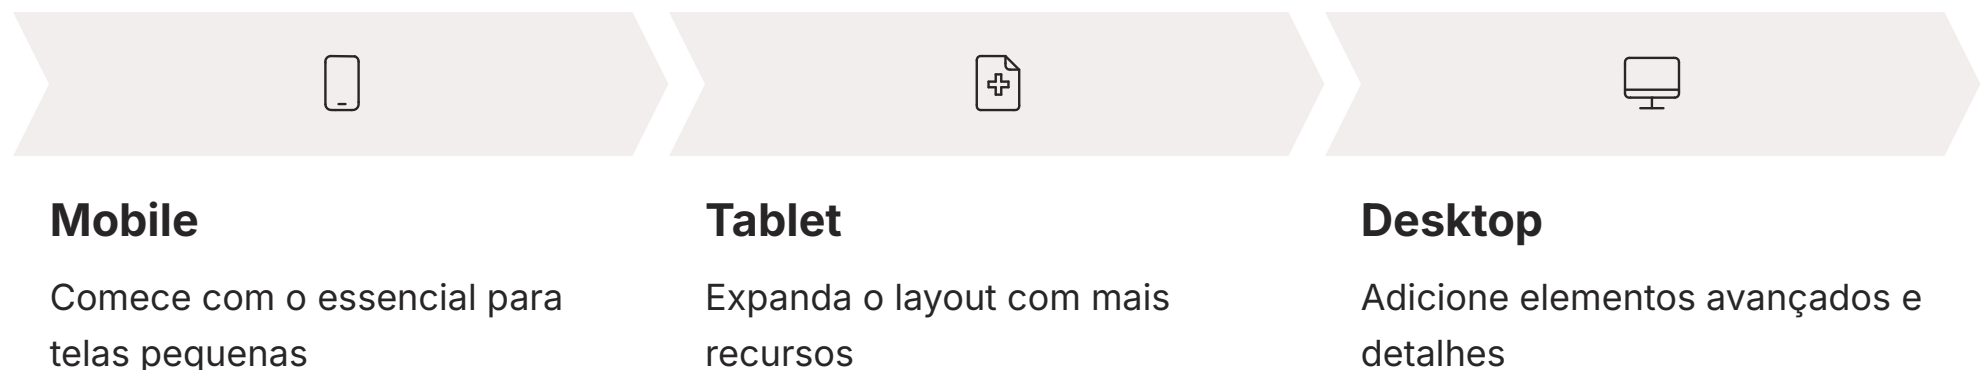 Mobile
Comece com o essencial para
telas pequenas
Tablet
Expanda o layout com mais
recursos
Desktop
Adicione elementos avançados e
detalhes